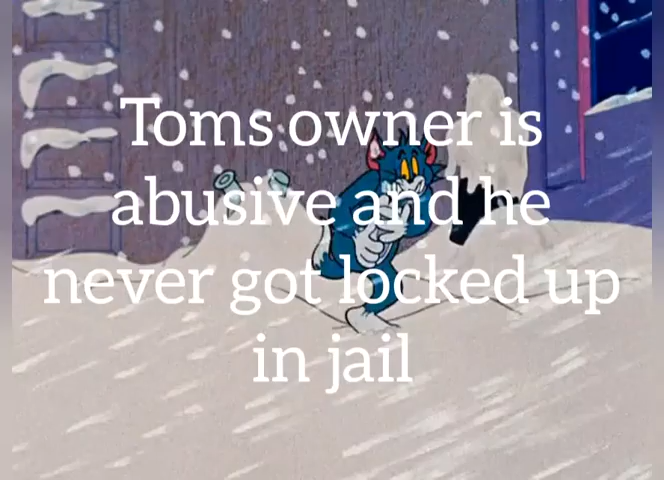 Toms owner is
abusive and he
never got locked up
in jail